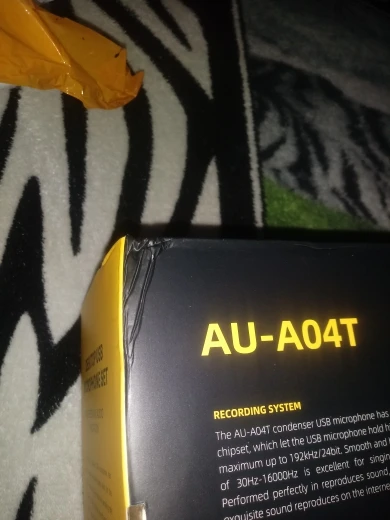 AU-A04T
RECORDING SYSTEM
The AU-A04T condenser USB microphone has
chipset, which let the USB microphone hold hi
maximum up to 192kHz/24bit. Smooth and
of 30Hz-16000Hz is excellent for singin
Performed perfectly in reproduces sound,
exquisite sound reproduces on the interne